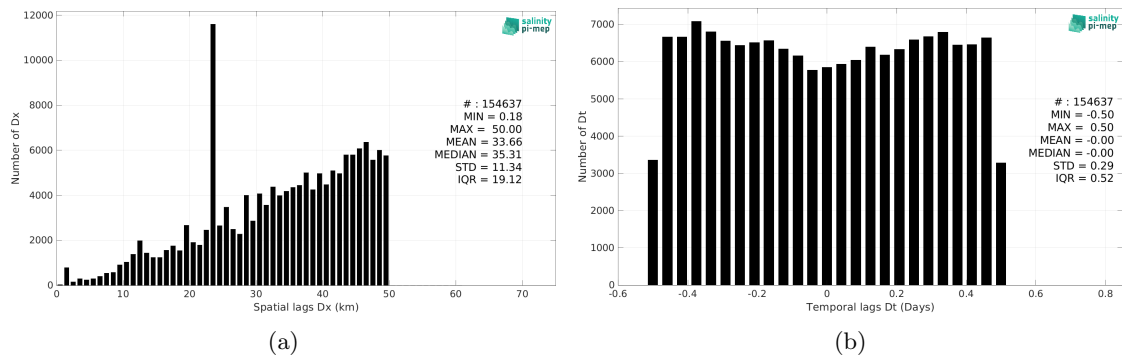 12000
10000
8000
6000
4000
2000
0
Number of Dx
0 10 20 30 40 50 60 70
Spatial lags Dx (km)
salinity
pi-mep
# : 154637
MIN = 0.18
MAX = 50.00
MEAN = 33.66
MEDIAN = 35.31
STD = 11.34
IQR = 19.12
(a)
7000
6000
5000
4000
3000
2000
1000
0
Number of Dt
-0.6 -0.4 -0.2 0 0.2 0.4 0.6 0.8
Temporal lags Dt (Days)
salinity
pi-mep
# : 154637
MIN = -0.50
MAX = 0.50
MEAN = -0.00
MEDIAN = -0.00
STD = 0.29
IQR = 0.52
(b)